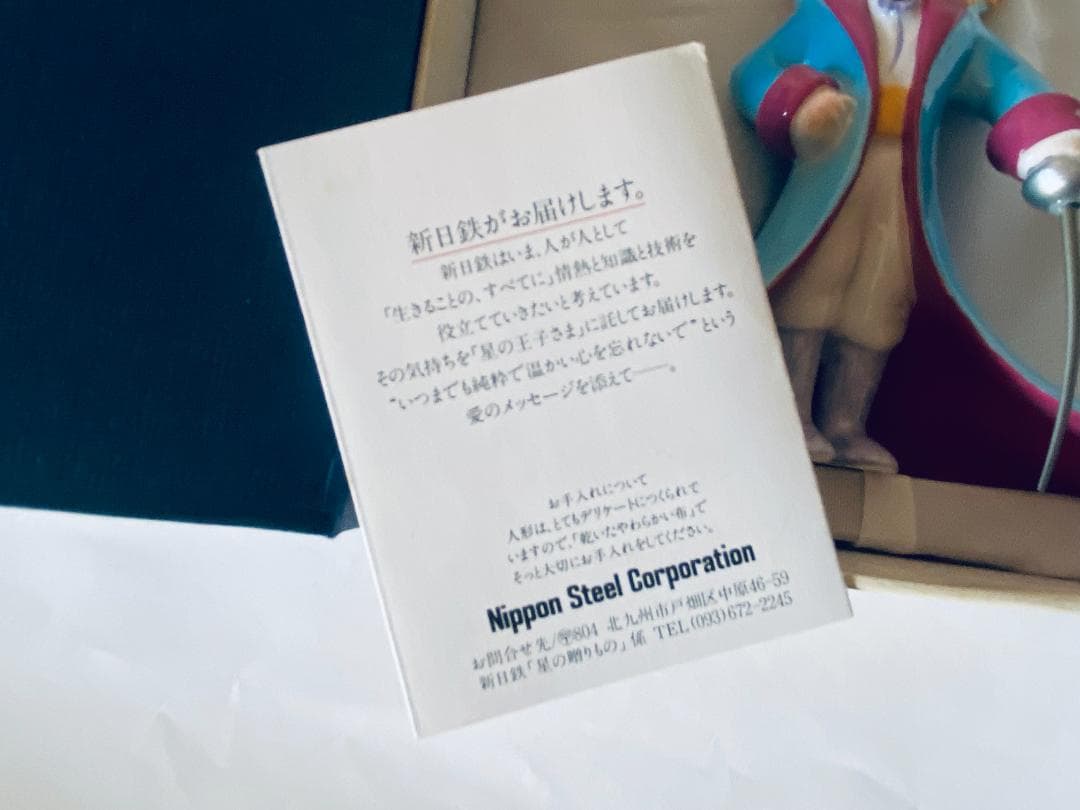 新日鉄がお届けします。
新日鉄はいま、人が人として
「生きることの、すべてに」情熱と知識と技術を
役立てていきたいと考えています。
その気持ちを「星の王子さま」に託してお届けします。
“いつまでも純粋で温かい心を忘れないで”という
愛のメッセージを添えて——。
お手入れについて
人形は、とてもデリケートにつくられて
いますので、「乾いたやわらかい布」で
そっと大切にお手入れをしてください。
Nippon Steel Corporation
お問合せ先/〠804 北九州市戸畑区中原46-59
新日鉄「星の贈りもの」係 TEL(093)672-2245